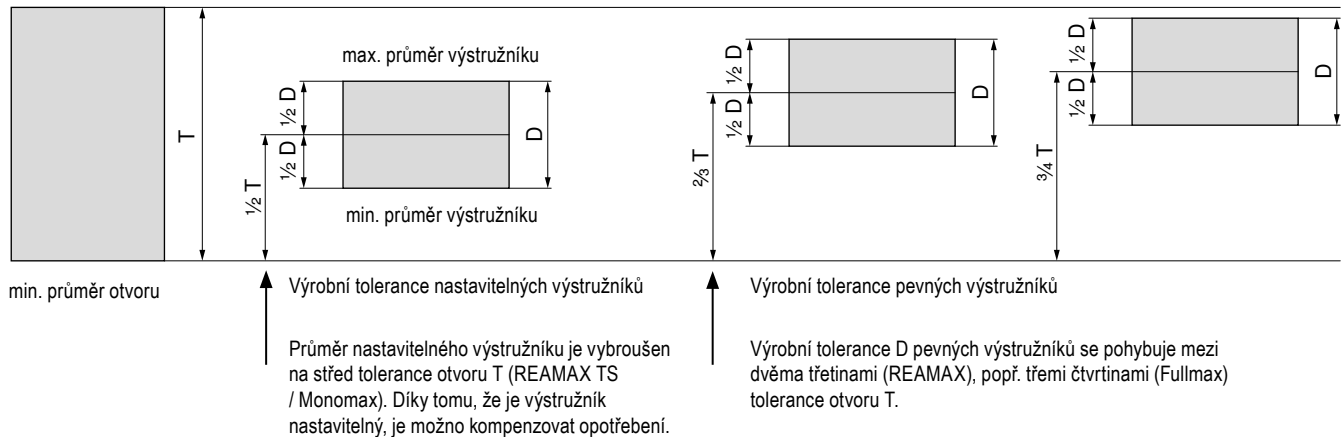 T
½ T
½ D
½ D
max. průměr výstružníku
D
min. průměr výstružníku
⅔ T
½ D
½ D
D
¾ T
½ D
½ D
D
min. průměr otvoru
Výrobní tolerance nastavitelných výstružníků
Průměr nastavitelného výstružníku je vybroušen
na střed tolerance otvoru T (REAMAX TS
/ Monomax). Díky tomu, že je výstružník
nastavitelný, je možno kompenzovat opotřebení.
Výrobní tolerance pevných výstružníků
Výrobní tolerance D pevných výstružníků se pohybuje mezi
dvěma třetinami (REAMAX), popř. třemi čtvrtinami (Fullmax)
tolerance otvoru T.